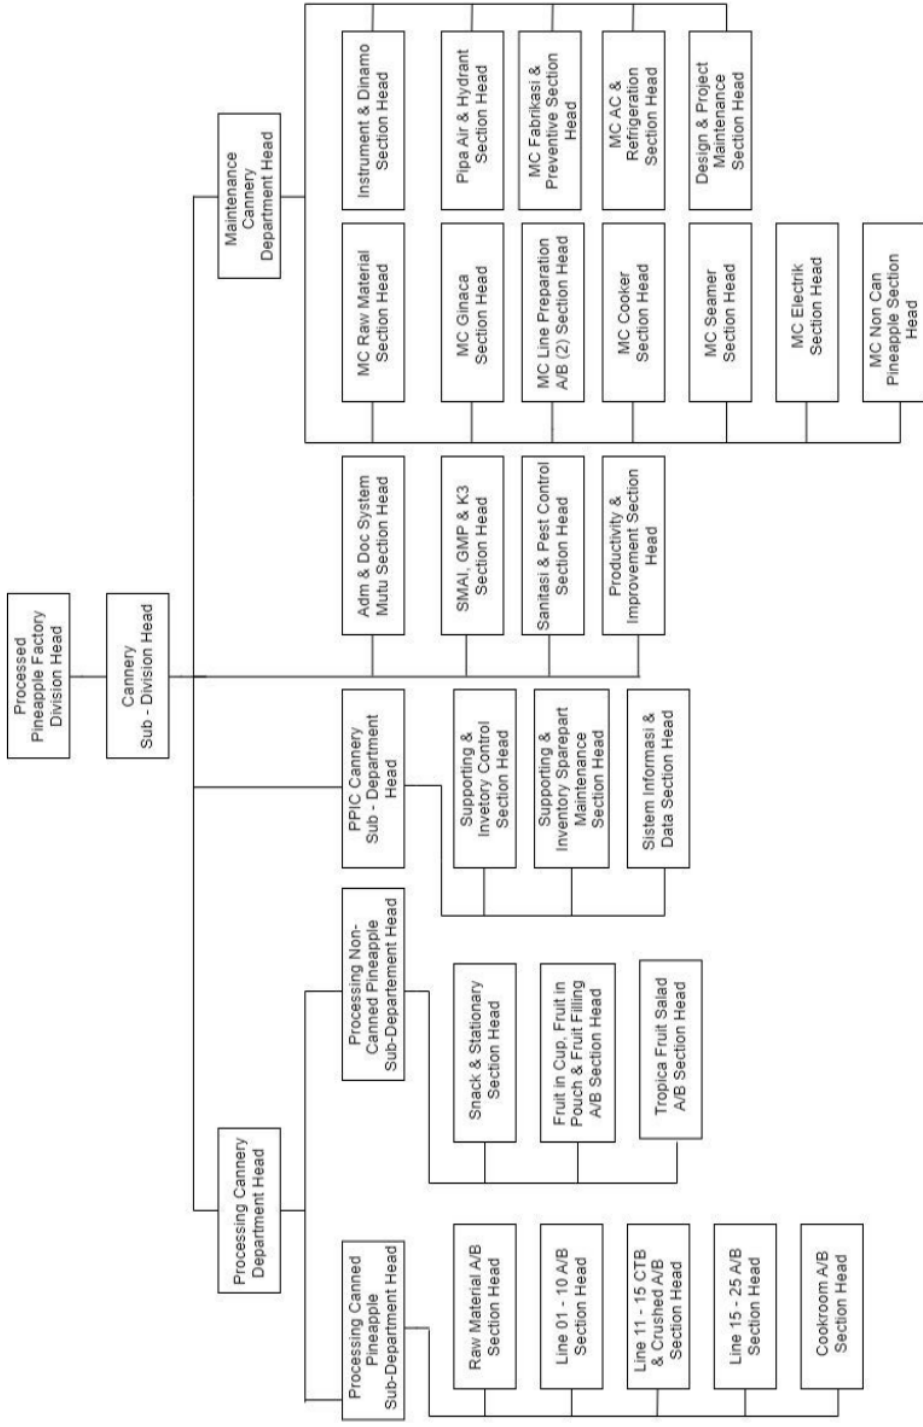 Processed
Pineapple Factory
Division Head
Cannery
Sub - Division Head
Processing Cannery
Department Head
Processing Canned
Pineapple
Sub-Department Head
Raw Material A/B
Section Head
Line 01 - 10 A/B
Section Head
Line 11 - 15 CTB
& Crushed A/B
Section Head
Line 15 - 25 A/B
Section Head
Cookroom A/B
Section Head
Processing Non-
Canned Pineapple
Sub-Departement Head
Snack & Stationary
Section Head
Fruit in Cup, Fruit in
Pouch & Fruit Filling
A/B Section Head
Tropica Fruit Salad
A/B Section Head
PPIC Cannery
Sub - Department
Head
Supporting &
Invetory Control
Section Head
Supporting &
Inventory Sparepart
Maintenance
Section Head
Sistem Informasi &
Data Section Head
Adm & Doc System
Mutu Section Head
SMAI, GMP & K3
Section Head
Sanitasi & Pest Control
Section Head
Productivity &
Improvement Section
Head
Maintenance
Cannery
Department Head
MC Raw Material
Section Head
MC Ginaca
Section Head
MC Line Preparation
A/B (2) Section Head
MC Cooker
Section Head
MC Seamer
Section Head
MC Electrik
Section Head
MC Non Can
Pineapple Section
Head
Instrument & Dinamo
Section Head
Pipa Air & Hydrant
Section Head
MC Fabrikasi &
Preventive Section
Head
MC AC &
Refrigeration
Section Head
Design & Project
Maintenance
Section Head